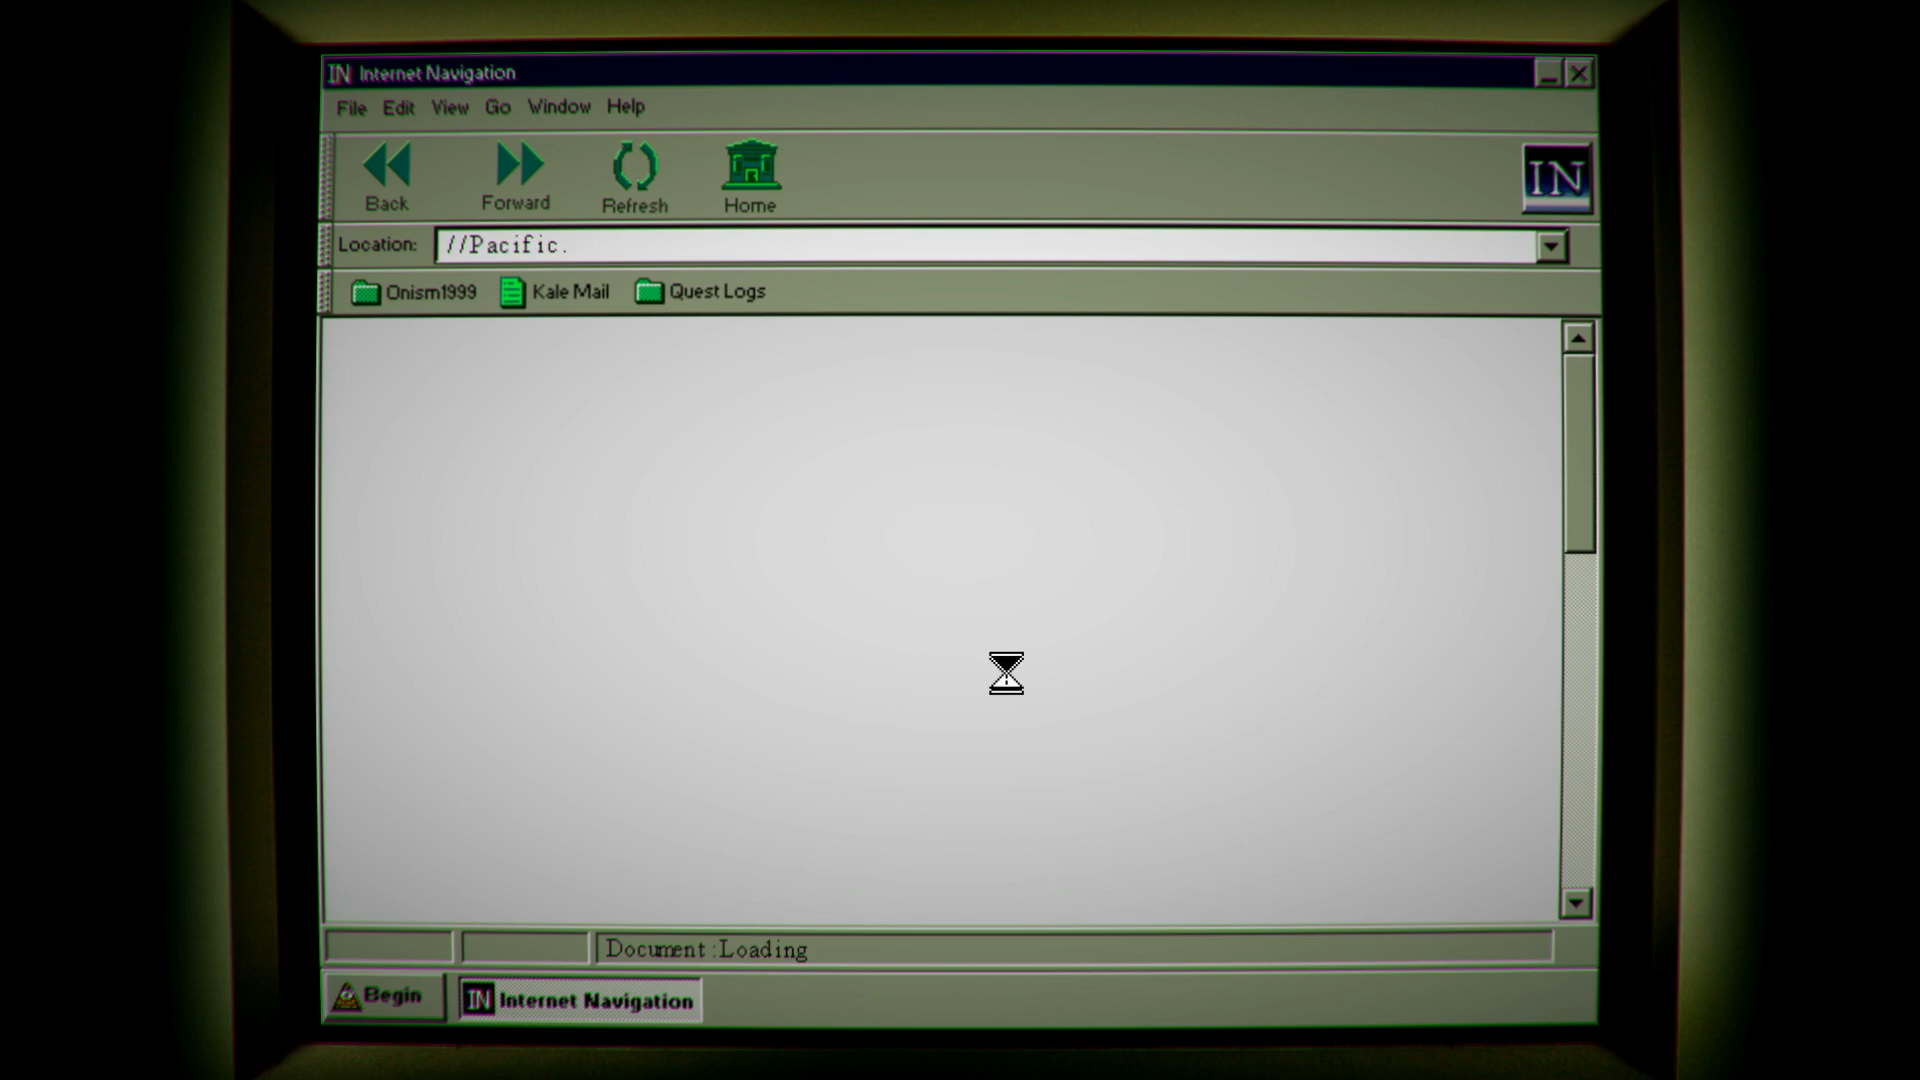 IN Internet Navigation
File Edit View Go Window Help
Back Forward Refresh Home
IN
Location: //Pacific.
Onism1999 Kale Mail Quest Logs
Document:Loading
Begin IN Internet Navigation